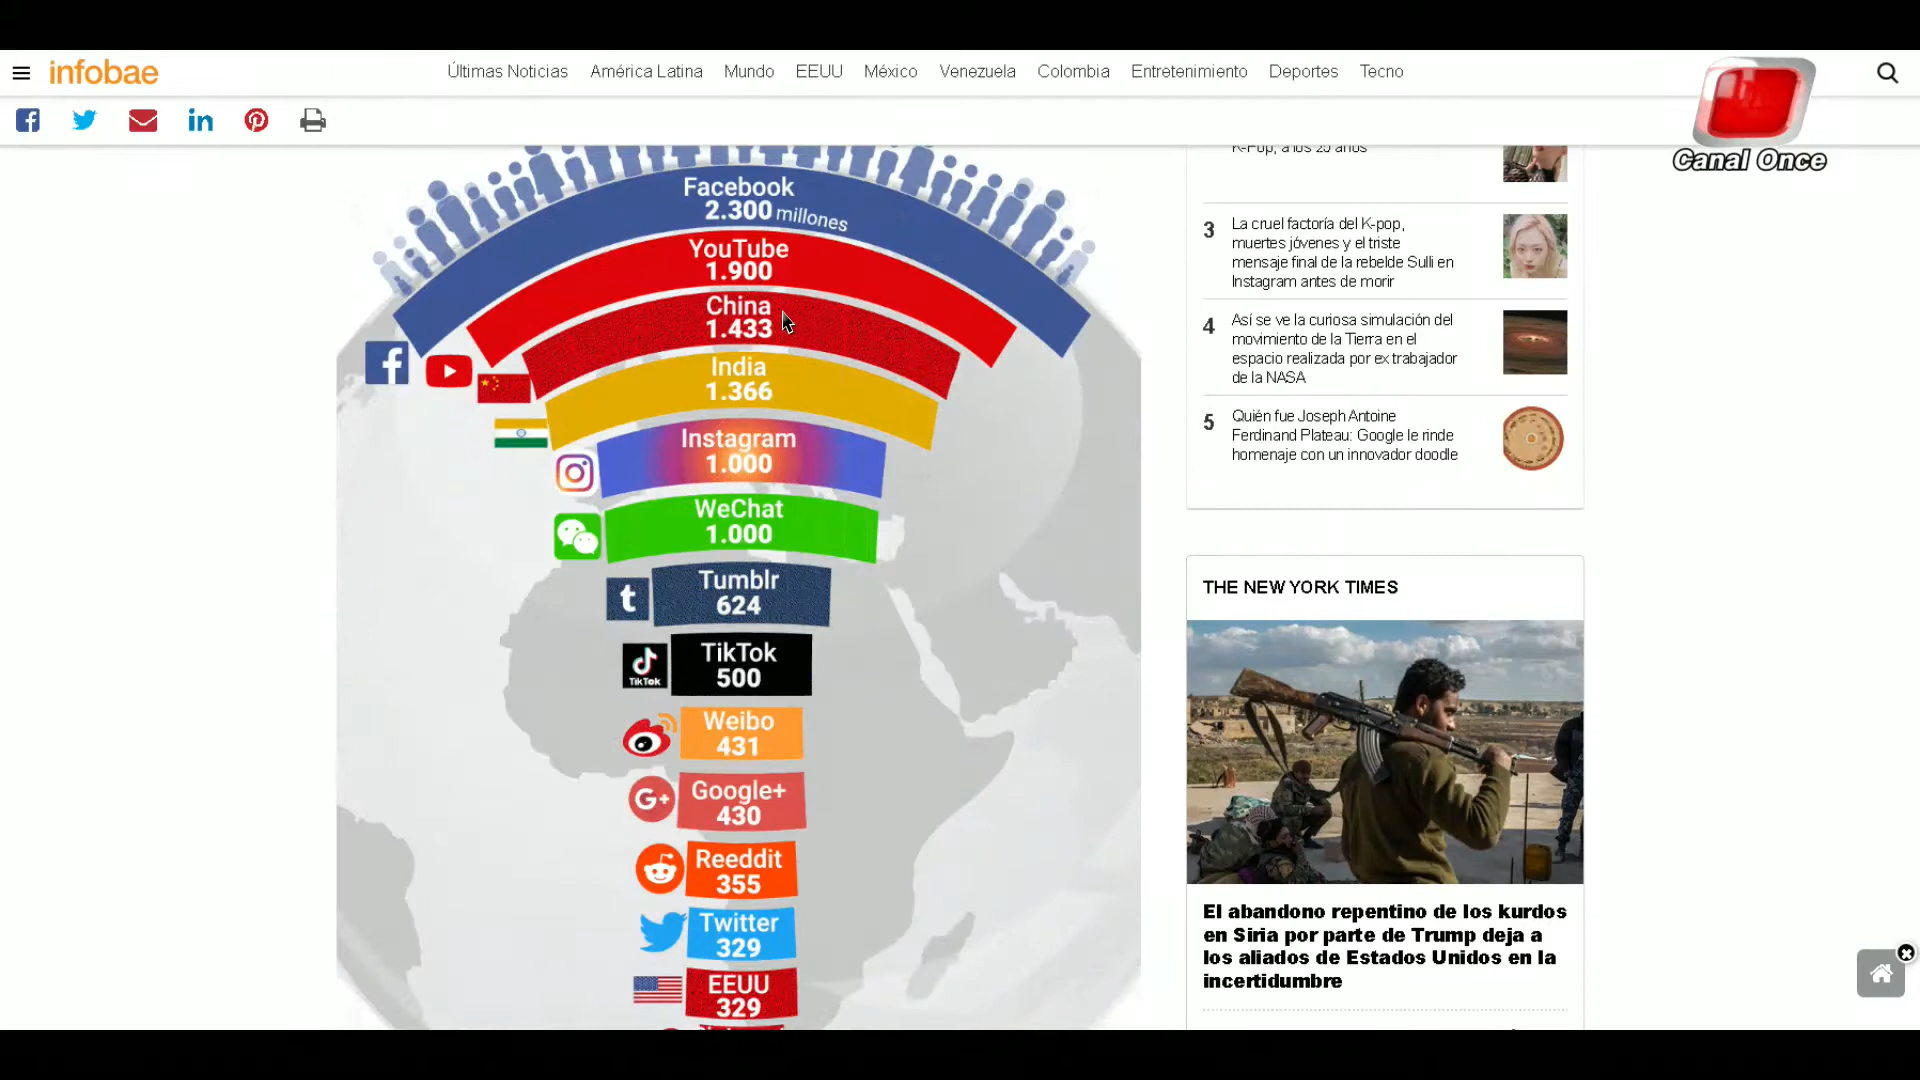 infobae
Últimas Noticias
América Latina
Mundo
EEUU
México
Venezuela
Colombia
Entretenimiento
Deportes
Tecno
Canal Once
Facebook
2.300 millones
YouTube
1.900
China
1.433
India
1.366
Instagram
1.000
WeChat
1.000
Tumblr
624
TikTok
TikTok
500
Weibo
431
G+
Google+
430
Reeddit
355
Twitter
329
EEUU
329
K-Pop, a los 25 años
3
La cruel factoría del K-pop,
muertes jóvenes y el triste
mensaje final de la rebelde Sulli en
Instagram antes de morir
4
Así se ve la curiosa simulación del
movimiento de la Tierra en el
espacio realizada por ex trabajador
de la NASA
5
Quién fue Joseph Antoine
Ferdinand Plateau: Google le rinde
homenaje con un innovador doodle
THE NEW YORK TIMES
El abandono repentino de los kurdos
en Siria por parte de Trump deja a
los aliados de Estados Unidos en la
incertidumbre